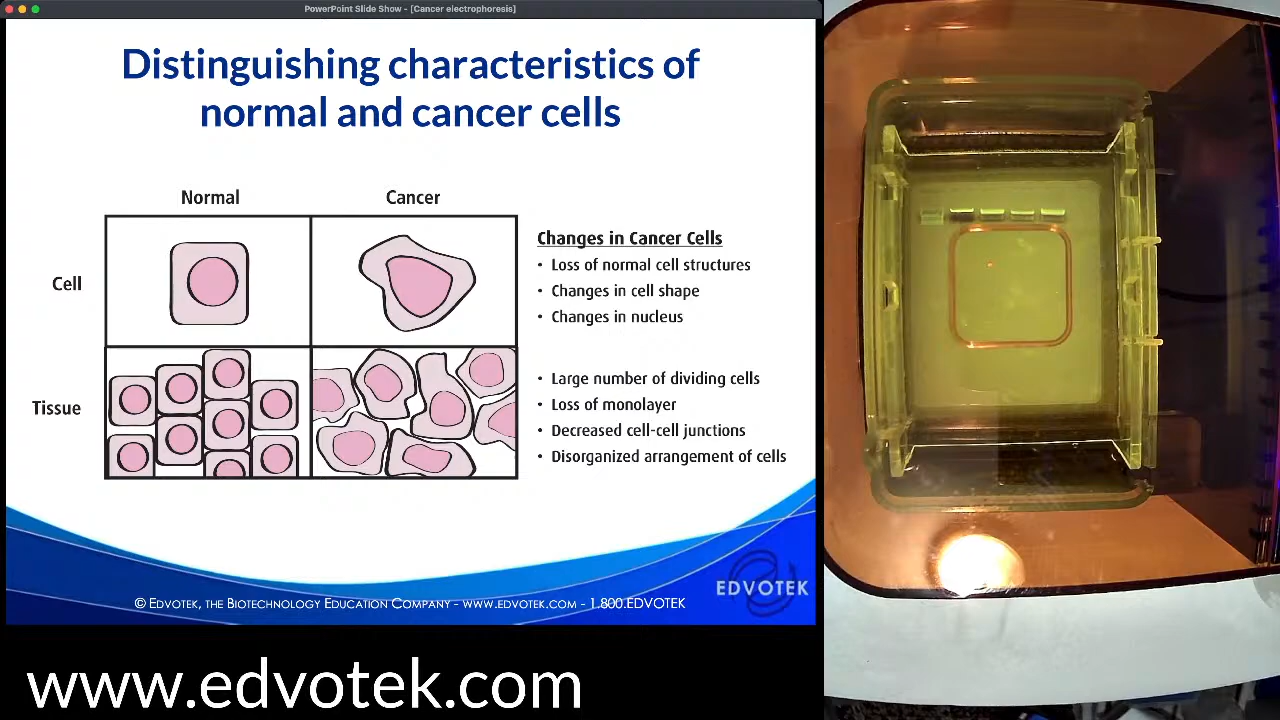 PowerPoint Slide Show - [Cancer electrophoresis]
Distinguishing characteristics of
normal and cancer cells
Normal
Cancer
Cell
Tissue
Changes in Cancer Cells
• Loss of normal cell structures
• Changes in cell shape
• Changes in nucleus
• Large number of dividing cells
• Loss of monolayer
• Decreased cell-cell junctions
• Disorganized arrangement of cells
EDVOTEK
© EDVOTEK, THE BIOTECHNOLOGY EDUCATION COMPANY - WWW.EDVOTEK.COM - 1.800.EDVOTEK
www.edvotek.com